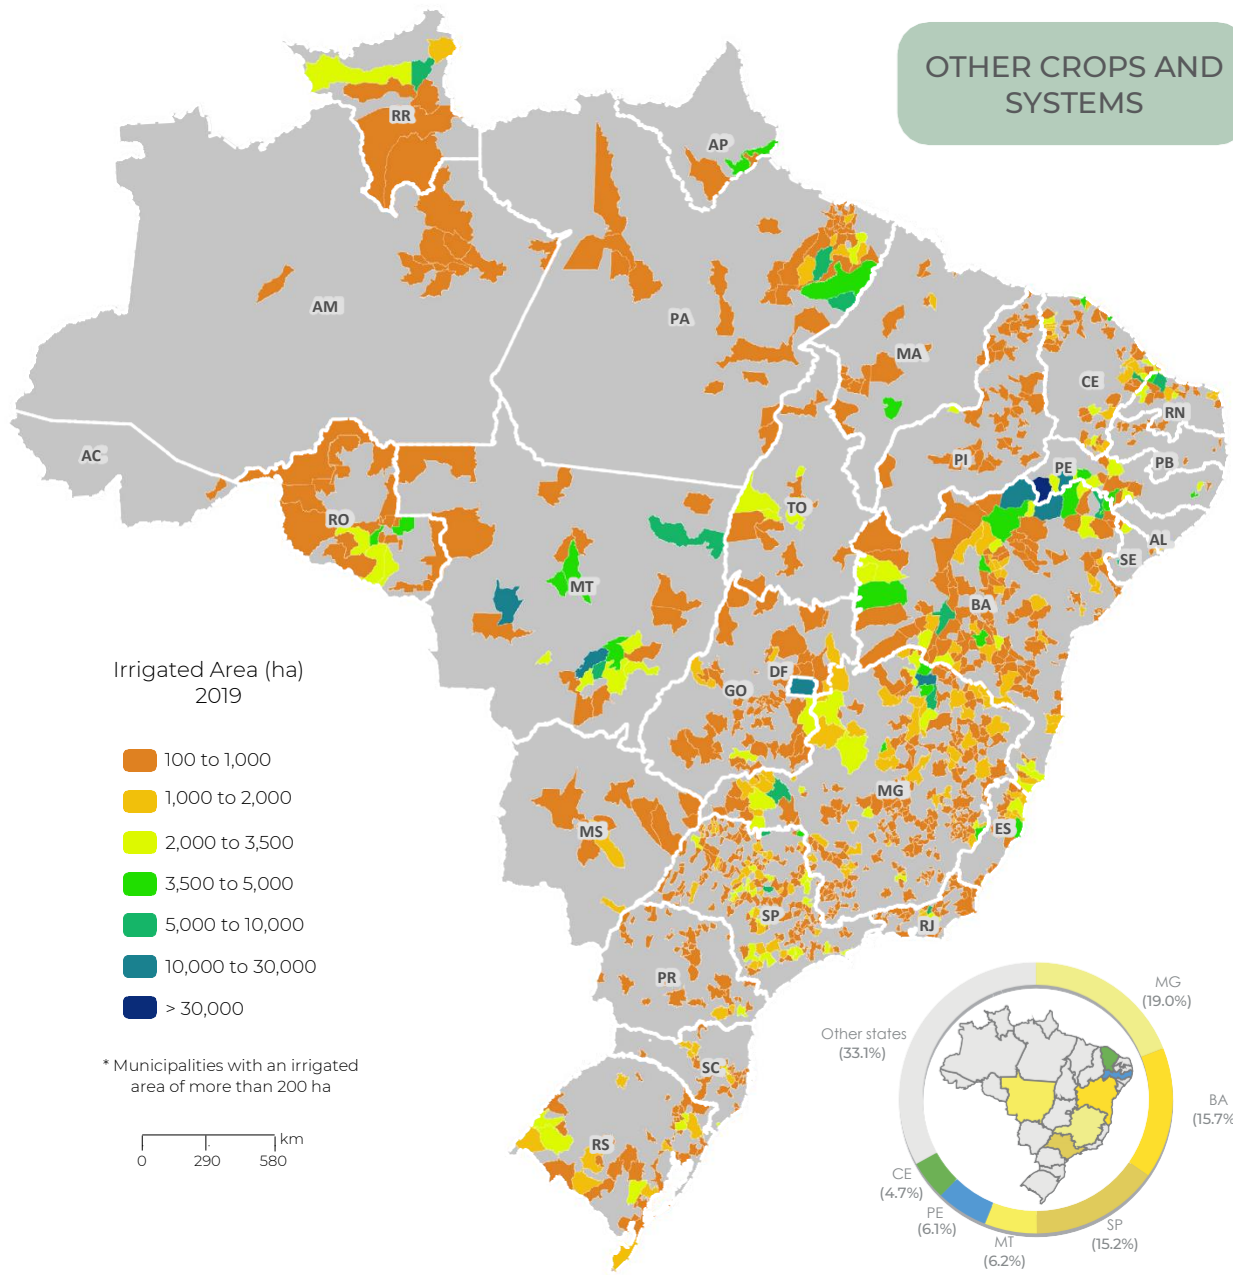 OTHER CROPS AND
SYSTEMS
RR
AP
AM
PA
MA
CE
RN
PB
PE
PI
AC
RO
TO
AL
SE
MT
BA
DF
GO
MG
MS
ES
SP
RJ
PR
SC
RS
Irrigated Area (ha)
2019
100 to 1,000
1,000 to 2,000
2,000 to 3,500
3,500 to 5,000
5,000 to 10,000
10,000 to 30,000
> 30,000
* Municipalities with an irrigated
area of more than 200 ha
km
0 290 580
MG
(19.0%)
Other states
(33.1%)
BA
(15.7%
CE
(4.7%)
PE
(6.1%)
MT
(6.2%)
SP
(15.2%)